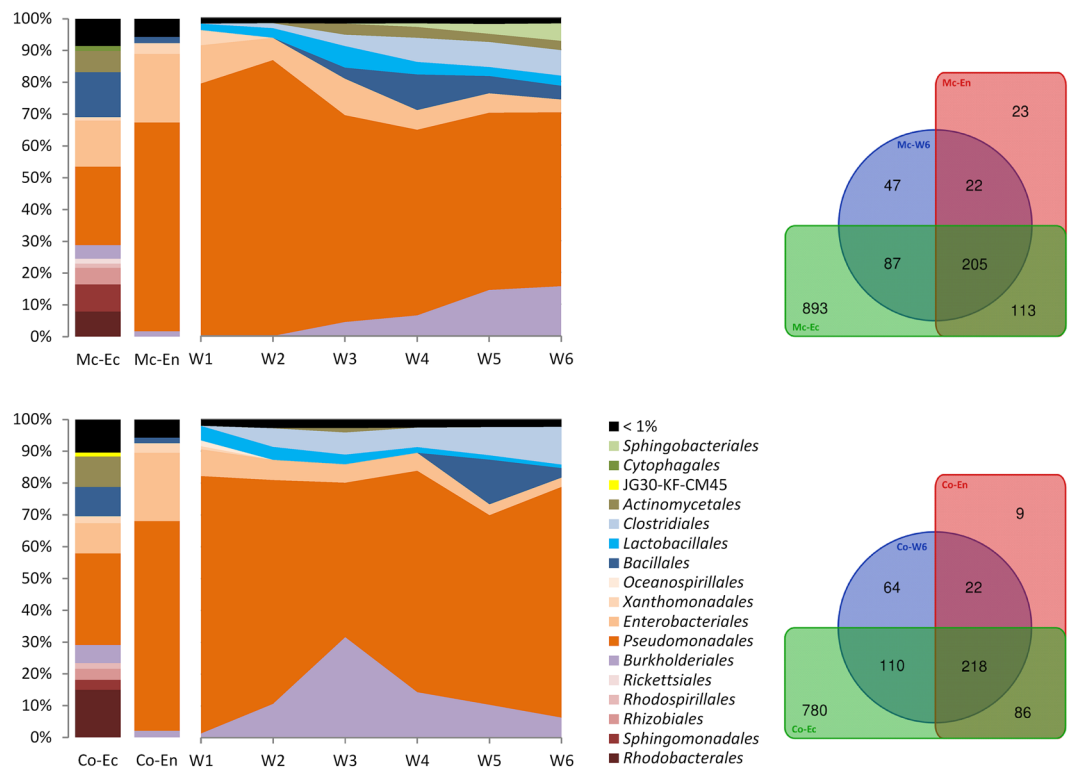 100%
90%
80%
70%
60%
50%
40%
30%
20%
10%
0%
Mc-Ec Mc-En W1 W2 W3 W4 W5 W6
Mc-En
23
Mc-W6
47 22
87 205
893 113
Mc-Ec
100%
90%
80%
70%
60%
50%
40%
30%
20%
10%
0%
Co-Ec Co-En W1 W2 W3 W4 W5 W6
< 1%
Sphingobacteriales
Cytophagales
JG30-KF-CM45
Actinomycetales
Clostridiales
Lactobacillales
Bacillales
Oceanospirillales
Xanthomonadales
Enterobacteriales
Pseudomonadales
Burkholderiales
Rickettsiales
Rhodospirillales
Rhizobiales
Sphingomonadales
Rhodobacterales
Co-En
9
Co-W6
64 22
110 218
780 86
Co-Ec